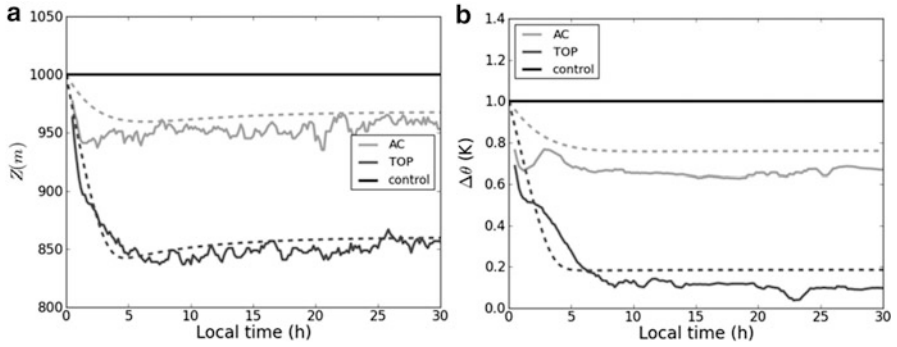 a
1050
1000
950
900
850
800
Z(m)
AC
TOP
control
0 5 10 15 20 25 30
Local time (h)
b
1.4
1.2
1.0
0.8
0.6
0.4
0.2
0.0
Δθ (K)
AC
TOP
control
0 5 10 15 20 25 30
Local time (h)